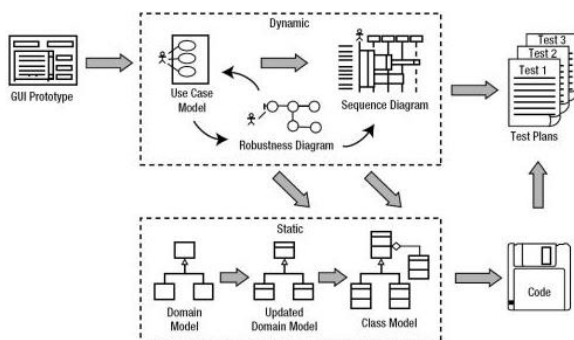 Dynamic
GUI Prototype
Use Case
Model
Robustness Diagram
Sequence Diagram
Test 3
Test 2
Test 1
Test Plans
Static
Domain
Model
Updated
Domain Model
Class Model
Code